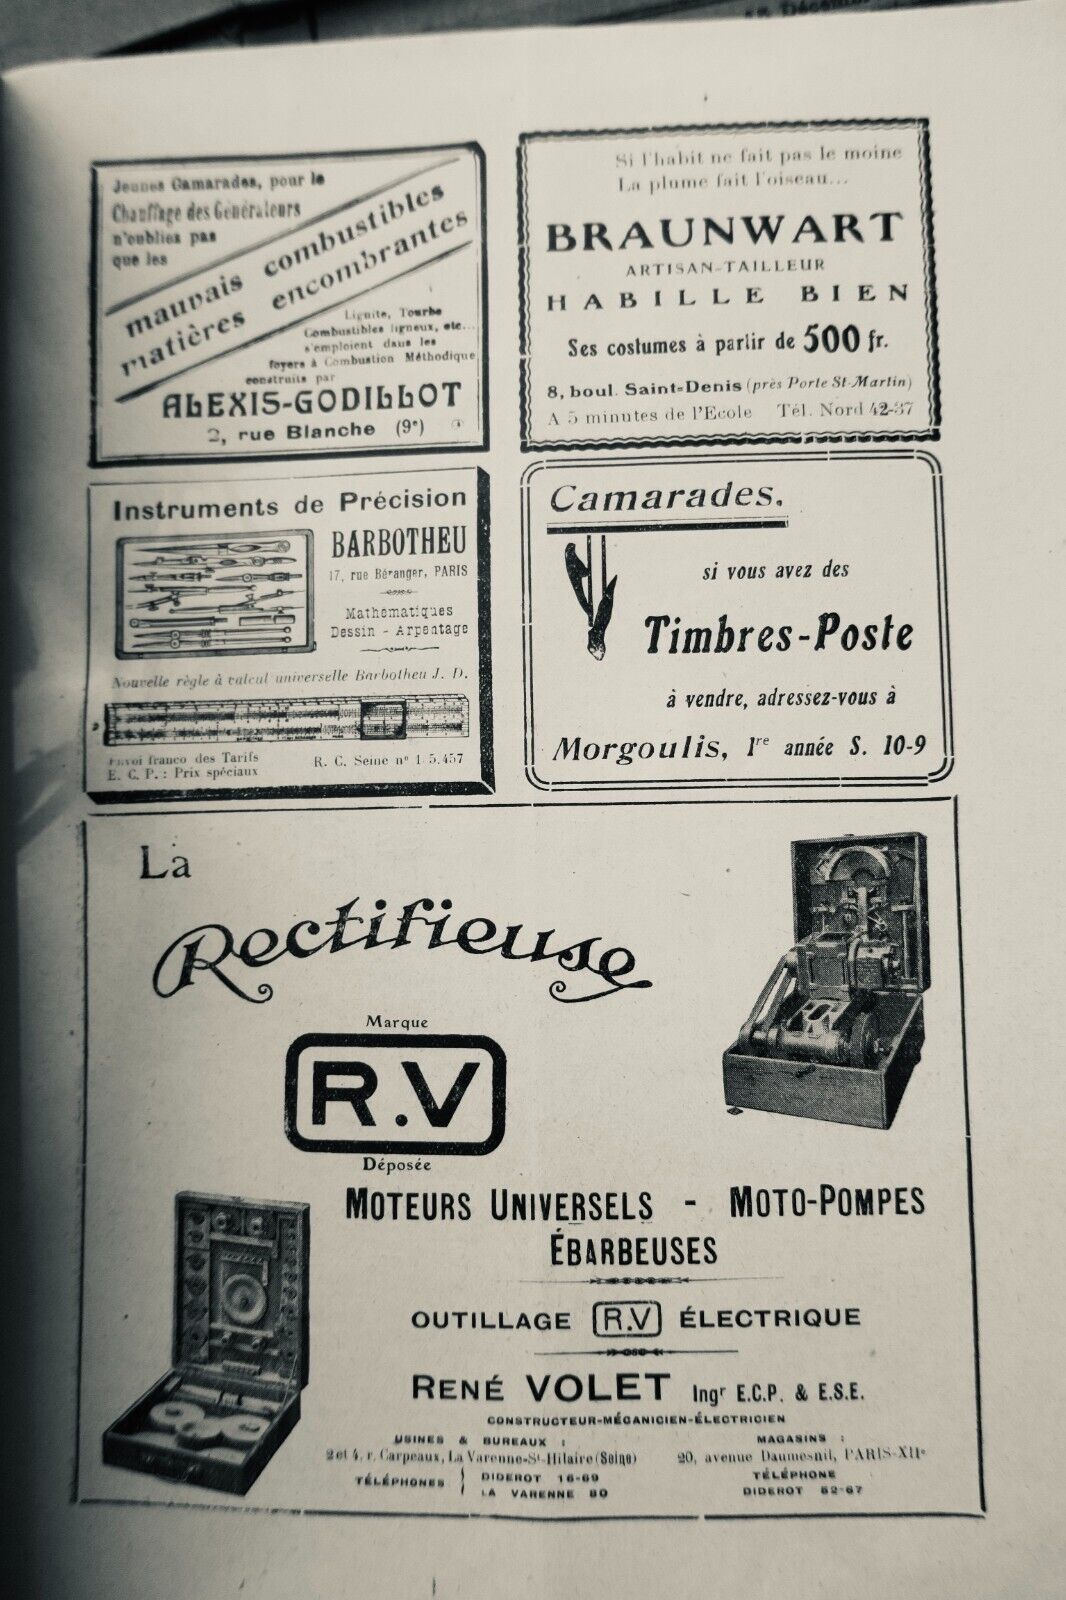 18 Décemb
Jeunes Camarades, pour le
Chauffage des Générateurs
n'oubliez pas
que les
mauvais combustibles
matières encombrantes
Lignite, Tourbe
Combustibles ligneux, etc...
s'emploient dans les
foyers à Combustion Méthodique
construits par
ALEXIS-GODILLOT
2, rue Blanche (9e)
Si l'habit ne fait pas le moine
La plume fait l'oiseau...
BRAUNWART
ARTISAN-TAILLEUR
HABILLE BIEN
Ses costumes à partir de 500 fr.
8, boul. Saint-Denis (près Porte St-Martin)
A 5 minutes de l'Ecole Tél. Nord 42-37
Instruments de Précision
BARBOTHEU
17, rue Béranger, PARIS
Mathématiques
Dessin - Arpentage
Nouvelle règle à calcul universelle Barbotheu J. D.
Envoi franco des Tarifs
E. C. P. : Prix spéciaux
R. C. Seine n° 15.457
Camarades,
si vous avez des
Timbres-Poste
à vendre, adressez-vous à
Morgoulis, 1re année S. 10-9
La
Rectifieuse
Marque
R.V
Déposée
MOTEURS UNIVERSELS - MOTO-POMPES
ÉBARBEUSES
OUTILLAGE R.V ÉLECTRIQUE
RENÉ VOLET Ingr E.C.P. & E.S.E.
CONSTRUCTEUR-MÉCANICIEN-ÉLECTRICIEN
USINES & BUREAUX :
2 et 4, r. Carpeaux, La Varenne-St-Hilaire (Seine)
TÉLÉPHONES
DIDEROT 16-69
LA VARENNE 80
MAGASINS :
20, avenue Daumesnil, PARIS-XIIe
TÉLÉPHONE
DIDEROT 52-67